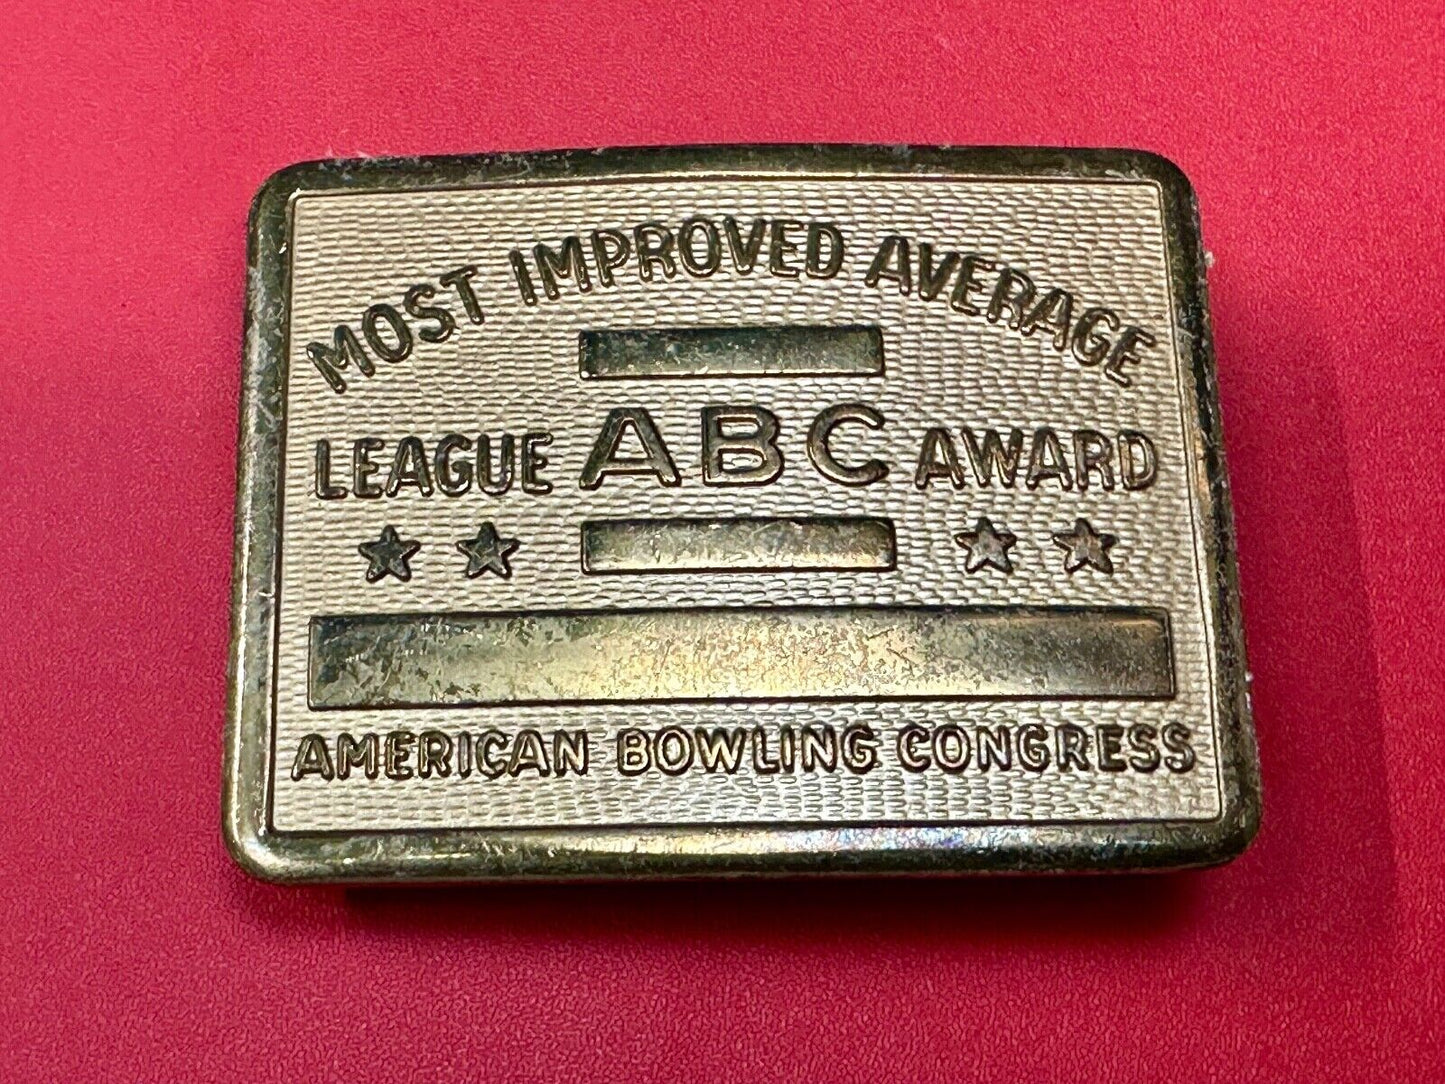 MOST IMPROVED AVERAGE
LEAGUE ABC AWARD
AMERICAN BOWLING CONGRESS